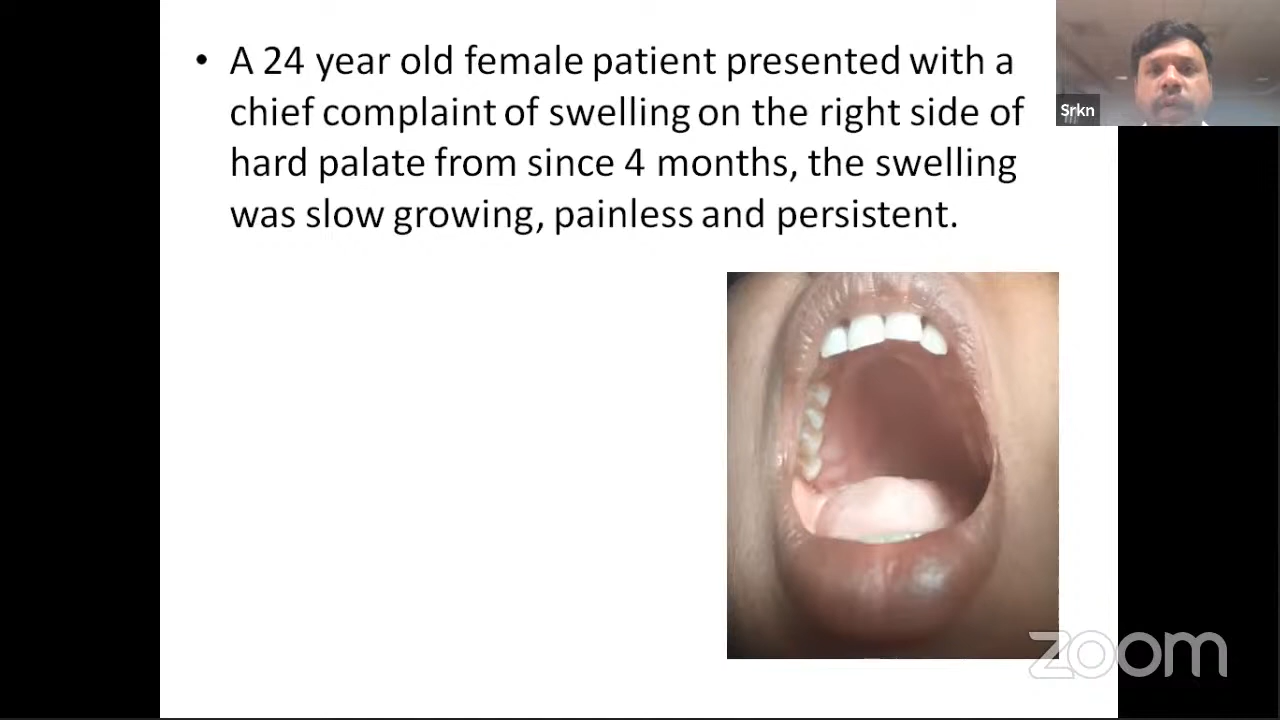 • A 24 year old female patient presented with a
chief complaint of swelling on the right side of
hard palate from since 4 months, the swelling
was slow growing, painless and persistent.
Srkn
zoom